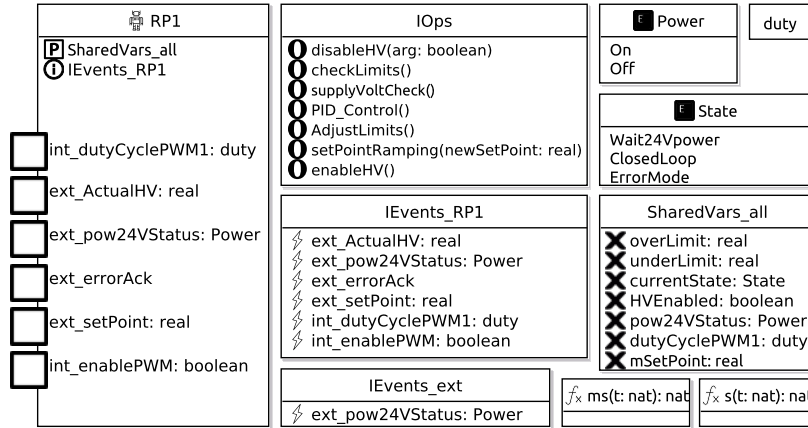 RP1
P SharedVars_all
i IEvents_RP1
int_dutyCyclePWM1: duty
ext_ActualHV: real
ext_pow24VStatus: Power
ext_errorAck
ext_setPoint: real
int_enablePWM: boolean
IOps
O disableHV(arg: boolean)
O checkLimits()
O supplyVoltCheck()
O PID_Control()
O AdjustLimits()
O setPointRamping(newSetPoint: real)
O enableHV()
IEvents_RP1
ext_ActualHV: real
ext_pow24VStatus: Power
ext_errorAck
ext_setPoint: real
int_dutyCyclePWM1: duty
int_enablePWM: boolean
IEvents_ext
ext_pow24VStatus: Power
E Power
On
Off
duty
E State
Wait24Vpower
ClosedLoop
ErrorMode
SharedVars_all
X overLimit: real
X underLimit: real
X currentState: State
X HVEnabled: boolean
X pow24VStatus: Power
X dutyCyclePWM1: duty
X mSetPoint: real
fx ms(t: nat): nat
fx s(t: nat): nat